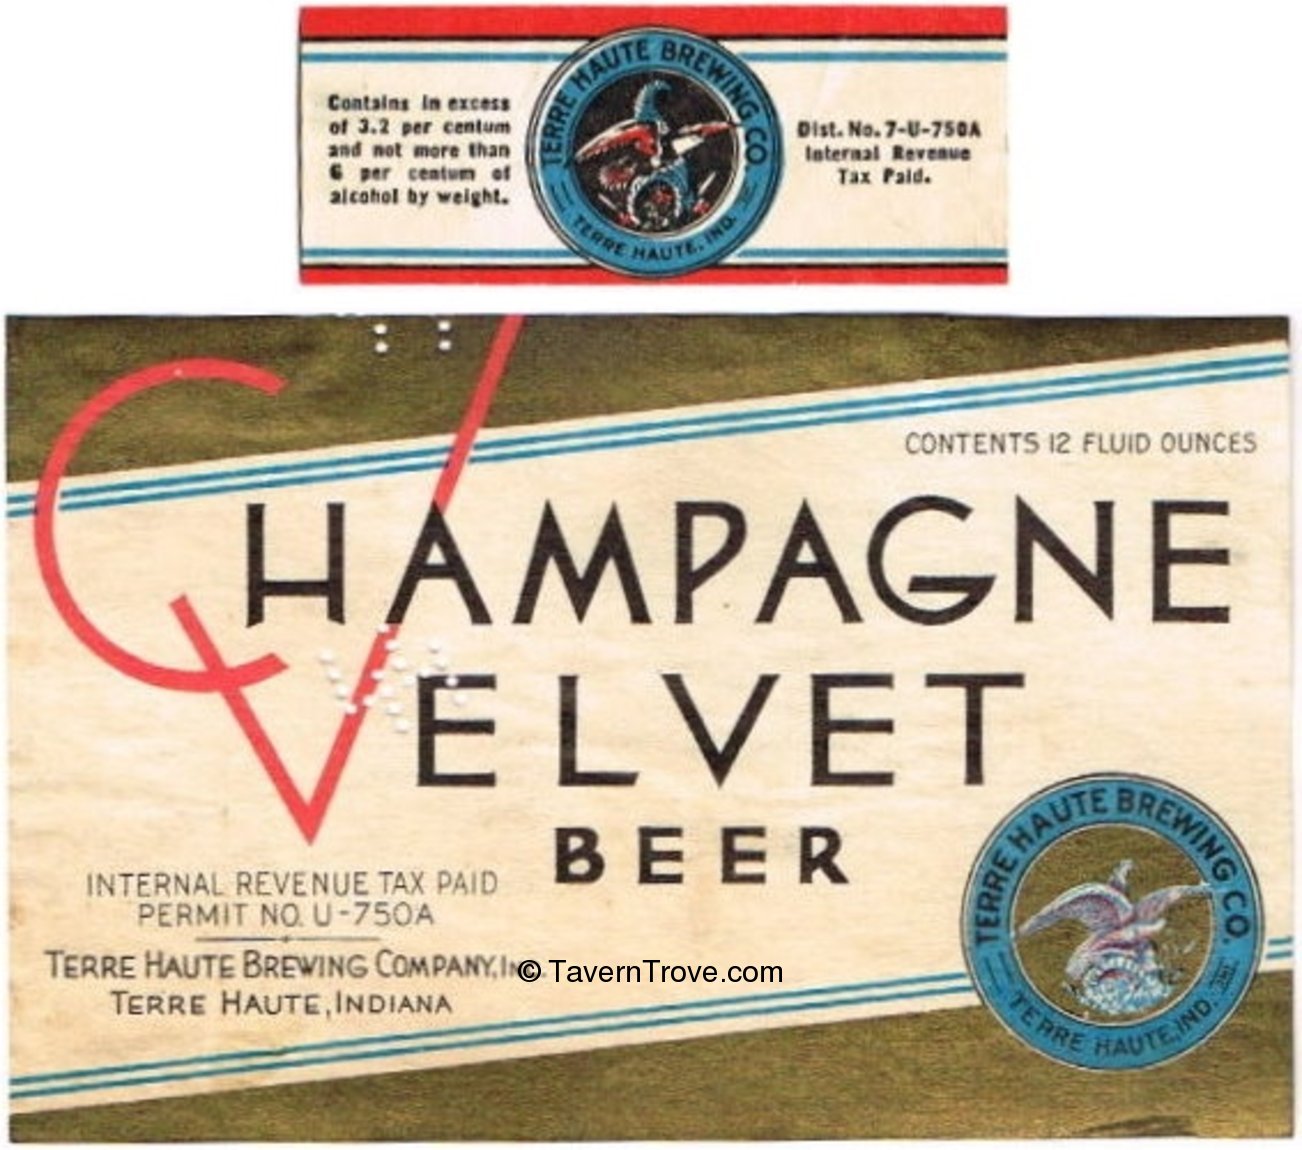 TERRE HAUTE BREWING CO.
TERRE HAUTE, IND.
Contains in excess
of 3.2 per centum
and not more than
6 per centum of
alcohol by weight.
Dist. No. 7-U-750A
Internal Revenue
Tax Paid.
CONTENTS 12 FLUID OUNCES
CHAMPAGNE
VELVET
BEER
INTERNAL REVENUE TAX PAID
PERMIT NO. U-750A
TERRE HAUTE BREWING COMPANY,
TERRE HAUTE, INDIANA
© TavernTrove.com
TERRE HAUTE BREWING CO.
TERRE HAUTE, IND.